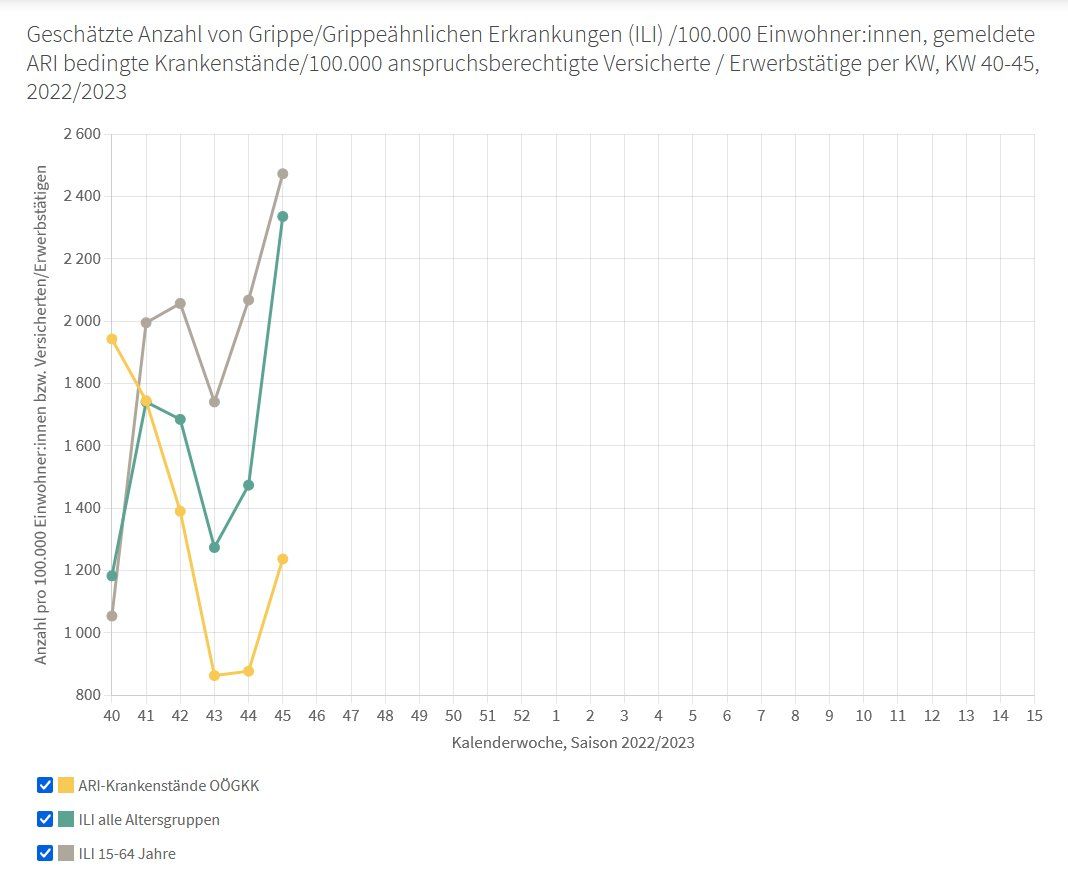 Geschätzte Anzahl von Grippe/Grippeähnlichen Erkrankungen (ILI) /100.000 Einwohner:innen, gemeldete
ARI bedingte Krankenstände/100.000 anspruchsberechtigte Versicherte / Erwerbstätige per KW, KW 40-45,
2022/2023
Anzahl pro 100.000 Einwohner:innen bzw. Versicherten/Erwerbstätigen
2 600
2 400
2 200
2 000
1 800
1 600
1 400
1 200
1 000
800
40 41 42 43 44 45 46 47 48 49 50 51 52 1 2 3 4 5 6 7 8 9 10 11 12 13 14 15
Kalenderwoche, Saison 2022/2023
ARI-Krankenstände OÖGKK
ILI alle Altersgruppen
ILI 15-64 Jahre